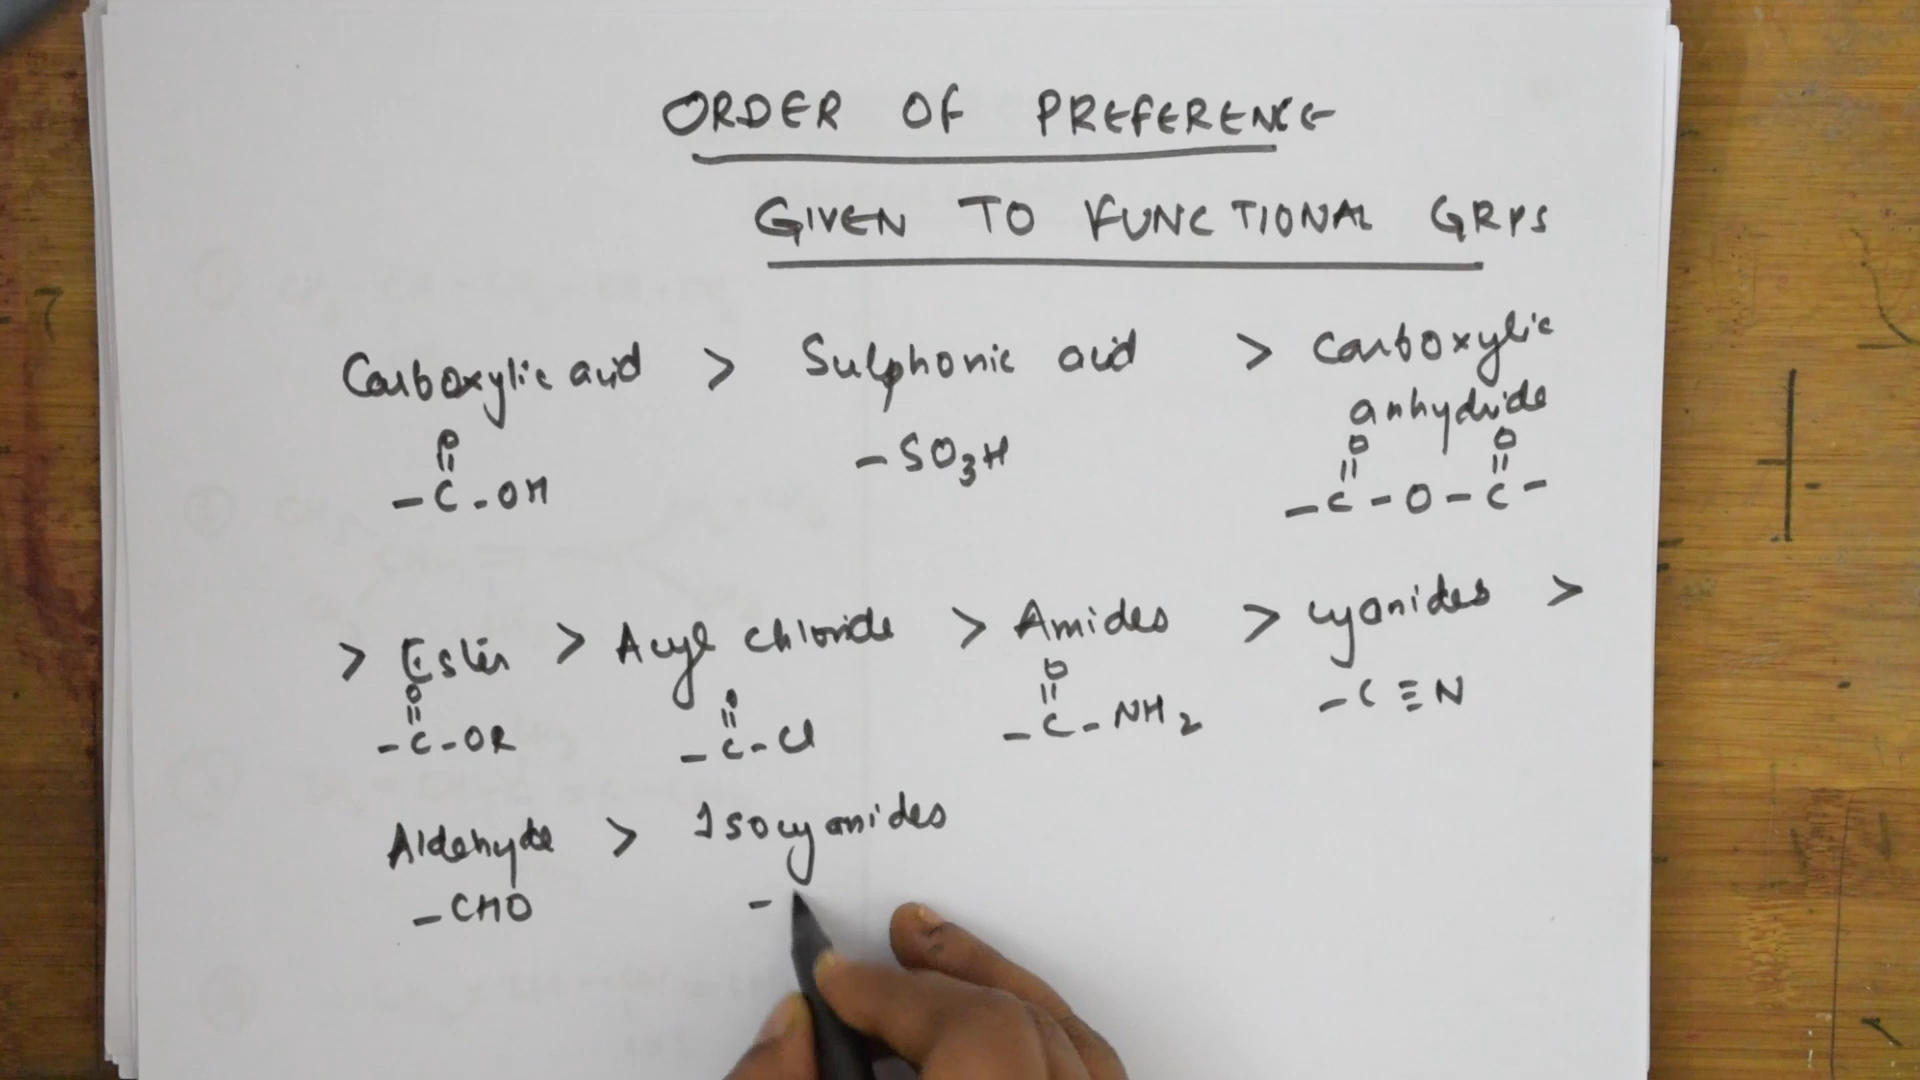 ORDER OF PREFERENCE
GIVEN TO FUNCTIONAL GRPS
Carboxylic acid > Sulphonic acid > Carboxylic
anhydride
O O O
|| || ||
-C-OH -SO3H -C-O-C-
> Ester > Acyl chloride > Amides > cyanides >
O O O
|| || ||
-C-OR -C-Cl -C-NH2 -C≡N
Aldehyde > Isocyanides
-CHO -